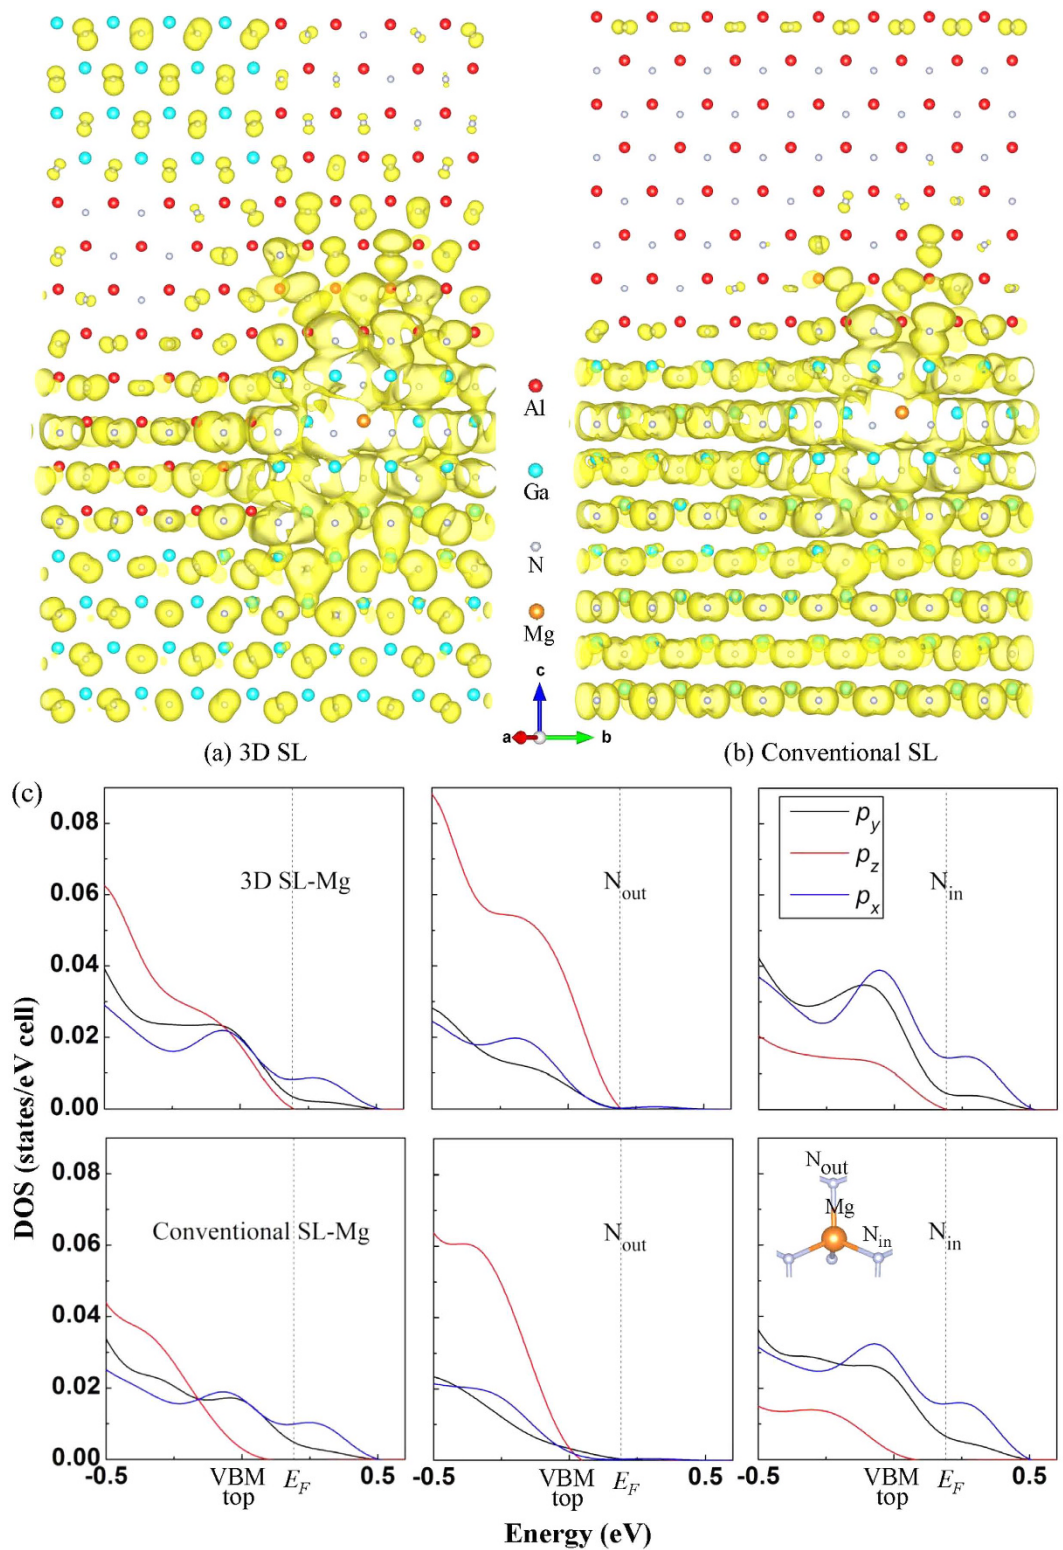 Al
Ga
N
Mg
c
a
b
(a) 3D SL
(b) Conventional SL
(c)
DOS (states/eV cell)
0.08
0.06
0.04
0.02
0.00
3D SL-Mg
N_out
p_y
p_z
p_x
N_in
0.08
0.06
0.04
0.02
0.00
Conventional SL-Mg
N_out
N_out
Mg
N_in
N_in
-0.5 VBM top E_F 0.5
-0.5 VBM top E_F 0.5
-0.5 VBM top E_F 0.5
Energy (eV)